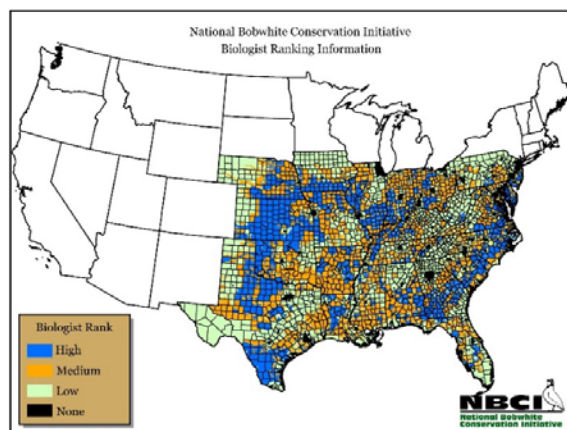 National Bobwhite Conservation Initiative
Biologist Ranking Information
Biologist Rank
High
Medium
Low
None
NBCI
National Bobwhite
Conservation Initiative